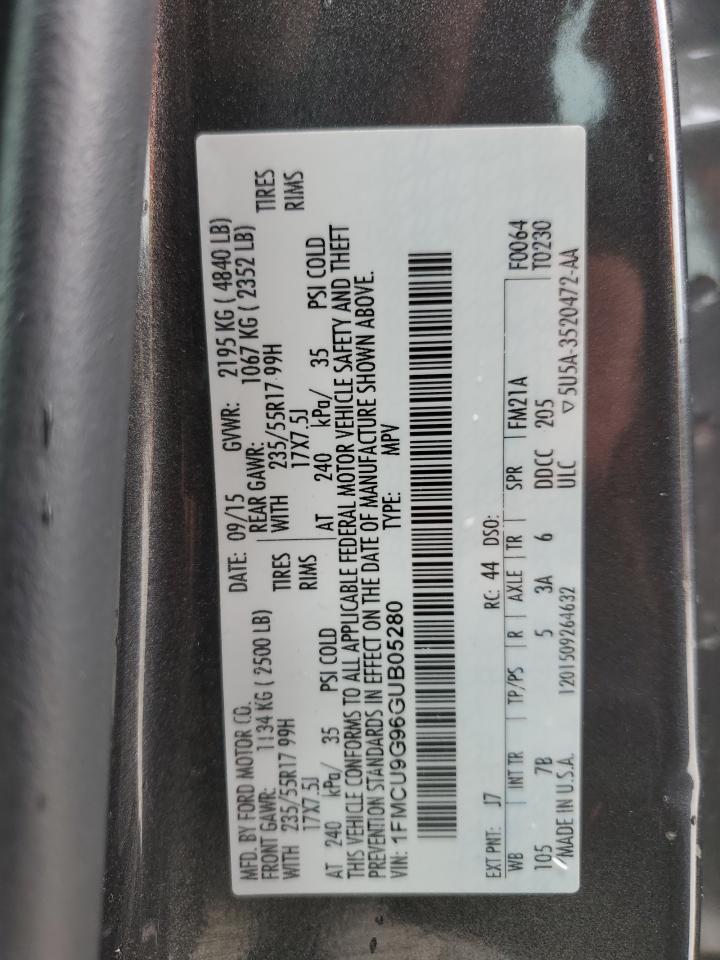 MFD. BY FORD MOTOR CO.
DATE: 09/15 GVWR: 2195 KG ( 4840 LB)
FRONT GAWR: 1134 KG ( 2500 LB) REAR GAWR: 1067 KG ( 2352 LB)
WITH 235/55R17 99H TIRES WITH 235/55R17 99H TIRES
17X7.5J RIMS 17X7.5J RIMS
AT 240 kPa/ 35 PSI COLD AT 240 kPa/ 35 PSI COLD
THIS VEHICLE CONFORMS TO ALL APPLICABLE FEDERAL MOTOR VEHICLE SAFETY AND THEFT
PREVENTION STANDARDS IN EFFECT ON THE DATE OF MANUFACTURE SHOWN ABOVE.
VIN: 1FMCU9G96GUB05280 TYPE: MPV
EXT PNT: J7 RC: 44 DSO: F0064
WB INT TR TP/PS R AXLE TR SPR FM21A T0230
105 7B 5 3A 6 DDCC 205
MADE IN U.S.A. 1201509264632 ULC ▽ 5U5A-3520472-AA